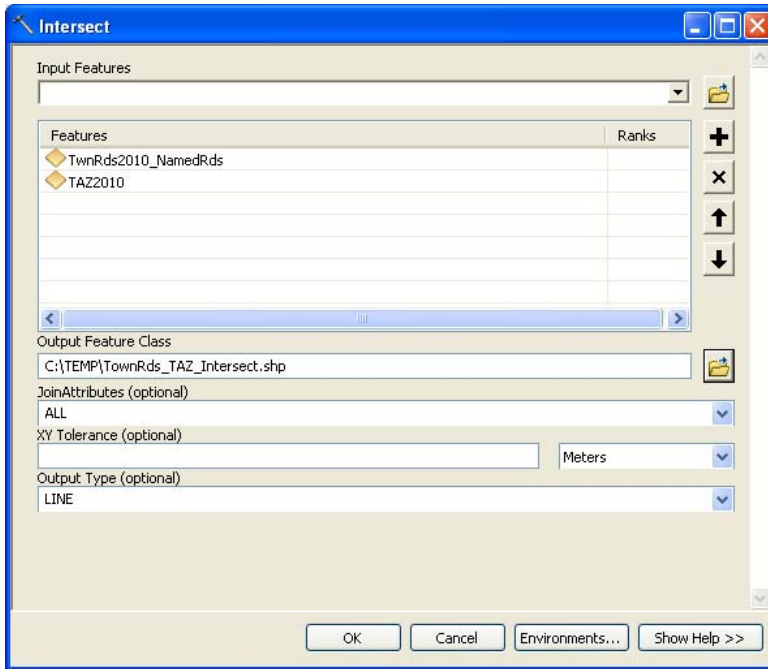 Intersect
Input Features
Features Ranks
TwnRds2010_NamedRds
TAZ2010
Output Feature Class
C:\TEMP\TownRds_TAZ_Intersect.shp
JoinAttributes (optional)
ALL
XY Tolerance (optional)
Meters
Output Type (optional)
LINE
OK Cancel Environments... Show Help >>